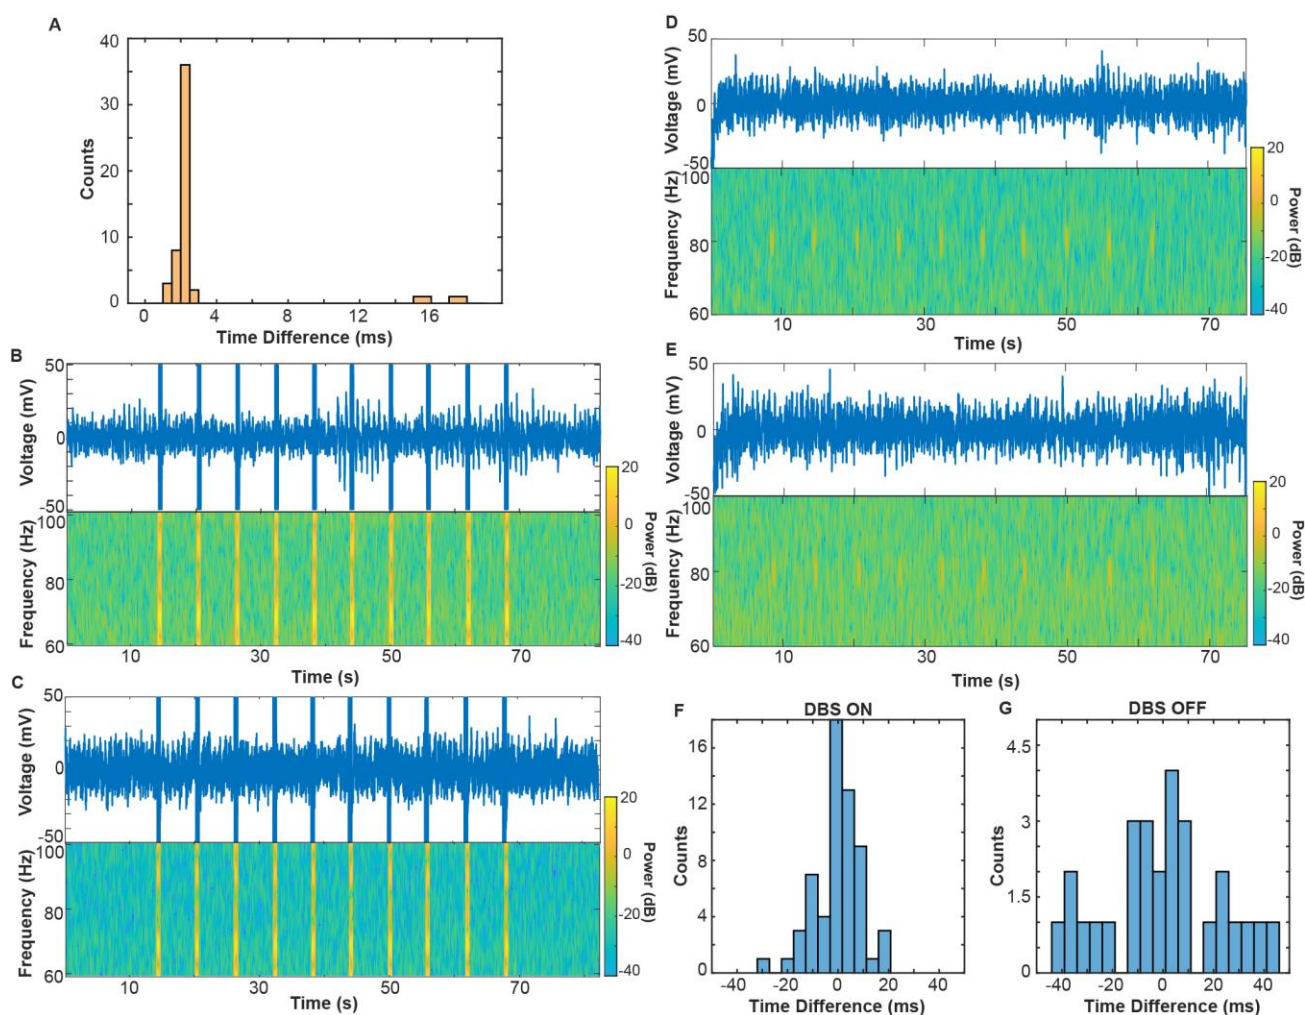 A
40
30
20
10
0
Counts
0 4 8 12 16
Time Difference (ms)
B
50
0
-50
Voltage (mV)
100
80
60
Frequency (Hz)
20
0
-20
-40
Power (dB)
10 30 50 70
Time (s)
C
50
0
-50
Voltage (mV)
100
80
60
Frequency (Hz)
20
0
-20
-40
Power (dB)
10 30 50 70
Time (s)
D
50
0
-50
Voltage (mV)
100
80
60
Frequency (Hz)
20
0
-20
-40
Power (dB)
10 30 50 70
Time (s)
E
50
0
-50
Voltage (mV)
100
80
60
Frequency (Hz)
20
0
-20
-40
Power (dB)
10 30 50 70
Time (s)
F
DBS ON
16
12
8
4
0
Counts
-40 -20 0 20 40
Time Difference (ms)
G
DBS OFF
4.5
3
1.5
0
Counts
-40 -20 0 20 40
Time Difference (ms)